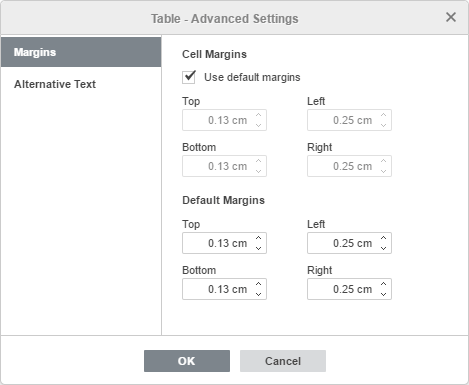 Table - Advanced Settings
Margins
Alternative Text
Cell Margins
Use default margins
Top Left
0.13 cm 0.25 cm
Bottom Right
0.13 cm 0.25 cm
Default Margins
Top Left
0.13 cm 0.25 cm
Bottom Right
0.13 cm 0.25 cm
OK Cancel